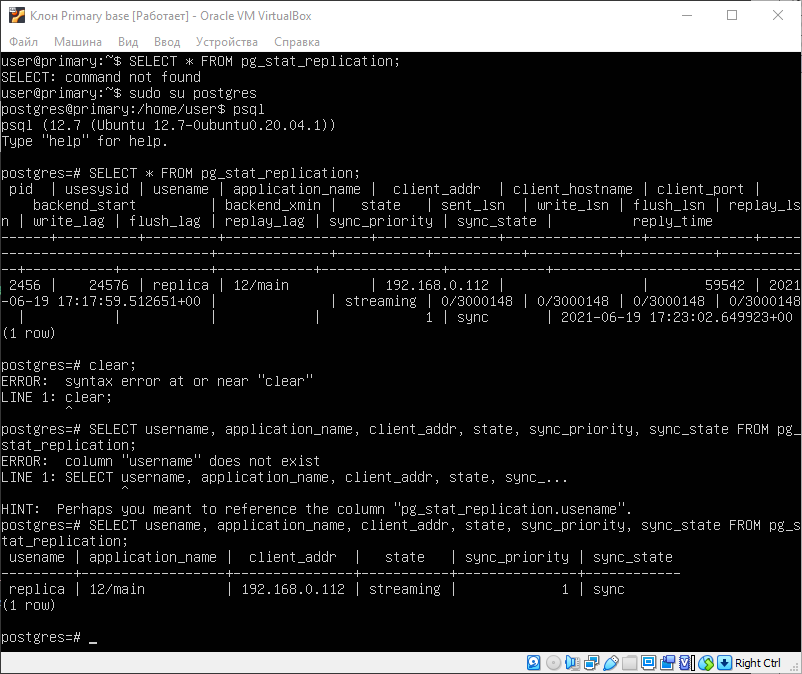 Клон Primary base [Работает] - Oracle VM VirtualBox
Файл Машина Вид Ввод Устройства Справка
user@primary:~$ SELECT * FROM pg_stat_replication;
SELECT: command not found
user@primary:~$ sudo su postgres
postgres@primary:/home/user$ psql
psql (12.7 (Ubuntu 12.7-0ubuntu0.20.04.1))
Type "help" for help.
postgres=# SELECT * FROM pg_stat_replication;
 pid  | usesysid | usename | application_name |  client_addr  | client_hostname | client_port |
    backend_start         | backend_xmin |   state   | sent_lsn  | write_lsn | flush_lsn | replay_ls
n | write_lag | flush_lag | replay_lag | sync_priority | sync_state |          reply_time
------+----------+---------+------------------+---------------+-----------------+-------------+-----
--------------------------+--------------+-----------+-----------+-----------+-----------+----------
--+-----------+-----------+------------+---------------+------------+-------------------------------
 2456 |    24576 | replica | 12/main          | 192.168.0.112 |                 |       59542 | 2021
-06-19 17:17:59.512651+00 |              | streaming | 0/3000148 | 0/3000148 | 0/3000148 | 0/3000148
  |           |           |            |             1 | sync       | 2021-06-19 17:23:02.649923+00
(1 row)
postgres=# clear;
ERROR:  syntax error at or near "clear"
LINE 1: clear;
        ^
postgres=# SELECT username, application_name, client_addr, state, sync_priority, sync_state FROM pg_
stat_replication;
ERROR:  column "username" does not exist
LINE 1: SELECT username, application_name, client_addr, state, sync_...
               ^
HINT:  Perhaps you meant to reference the column "pg_stat_replication.usename".
postgres=# SELECT usename, application_name, client_addr, state, sync_priority, sync_state FROM pg_s
tat_replication;
 usename | application_name |  client_addr  |   state   | sync_priority | sync_state
---------+------------------+---------------+-----------+---------------+------------
 replica | 12/main          | 192.168.0.112 | streaming |             1 | sync
(1 row)
postgres=# _
Right Ctrl